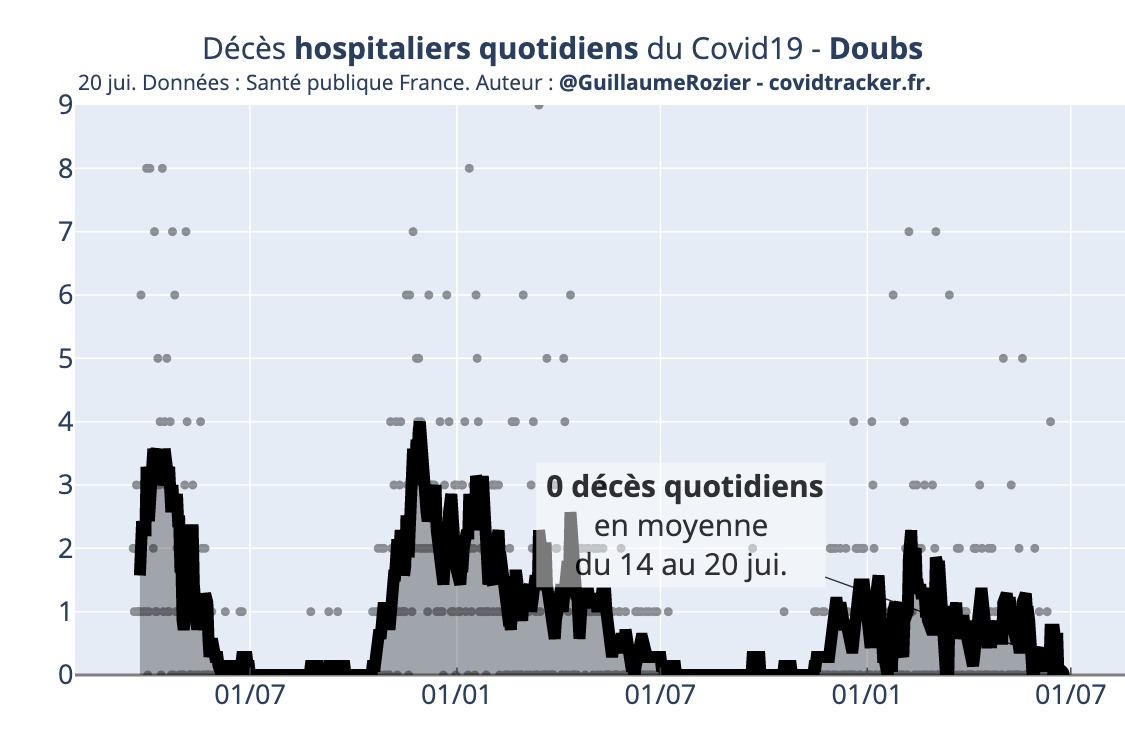 Décès hospitaliers quotidiens du Covid19 - Doubs
20 jui. Données : Santé publique France. Auteur : @GuillaumeRozier - covidtracker.fr.
9
8
7
6
5
4
3
0 décès quotidiens
en moyenne
2
du 14 au 20 jui.
1
0
01/07 01/01 01/07 01/01 01/07